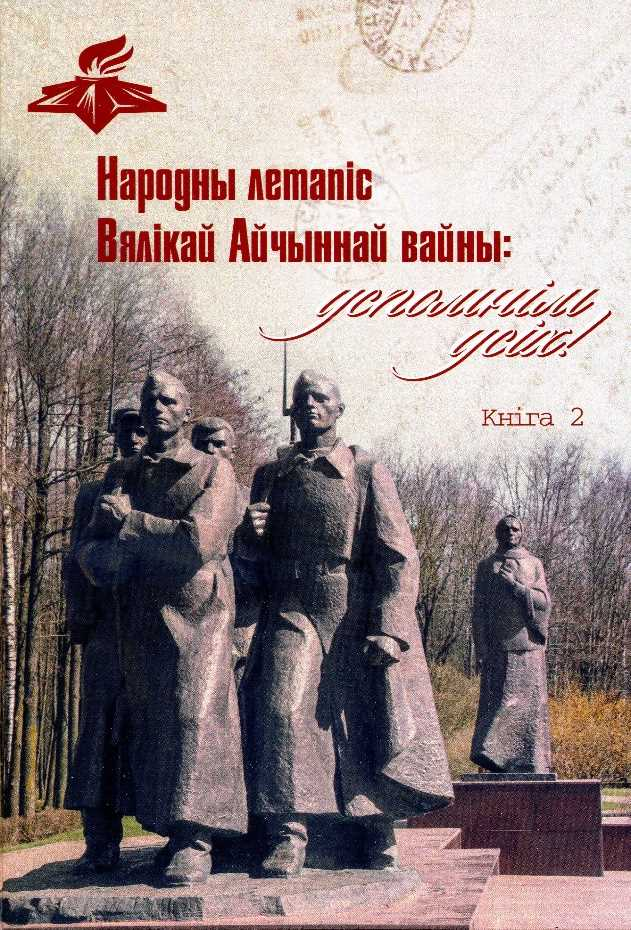 Народны летапіс
Вялікай Айчыннай вайны:
успомнім
усіх!
Кніга 2